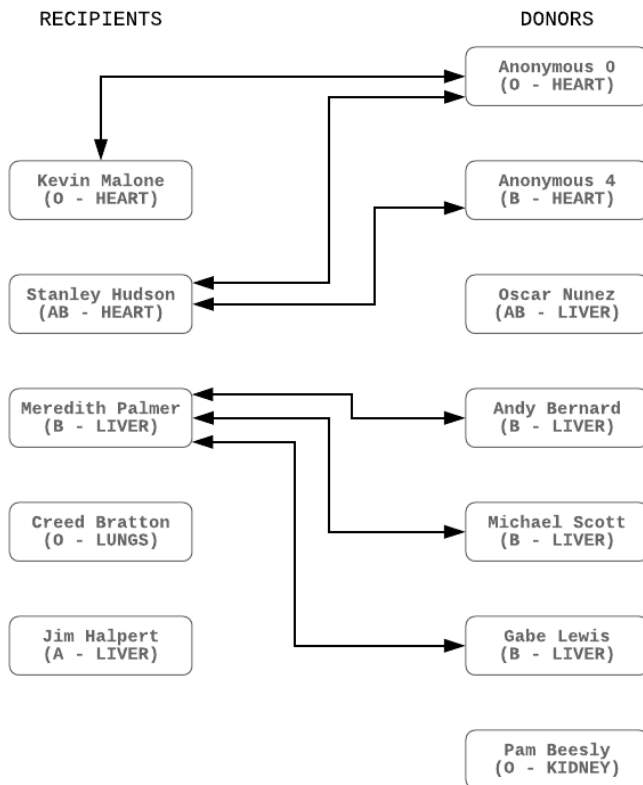 RECIPIENTS
DONORS
Anonymous O
(O - HEART)
Kevin Malone
(O - HEART)
Anonymous 4
(B - HEART)
Stanley Hudson
(AB - HEART)
Oscar Nunez
(AB - LIVER)
Meredith Palmer
(B - LIVER)
Andy Bernard
(B - LIVER)
Creed Bratton
(O - LUNGS)
Michael Scott
(B - LIVER)
Jim Halpert
(A - LIVER)
Gabe Lewis
(B - LIVER)
Pam Beesly
(O - KIDNEY)